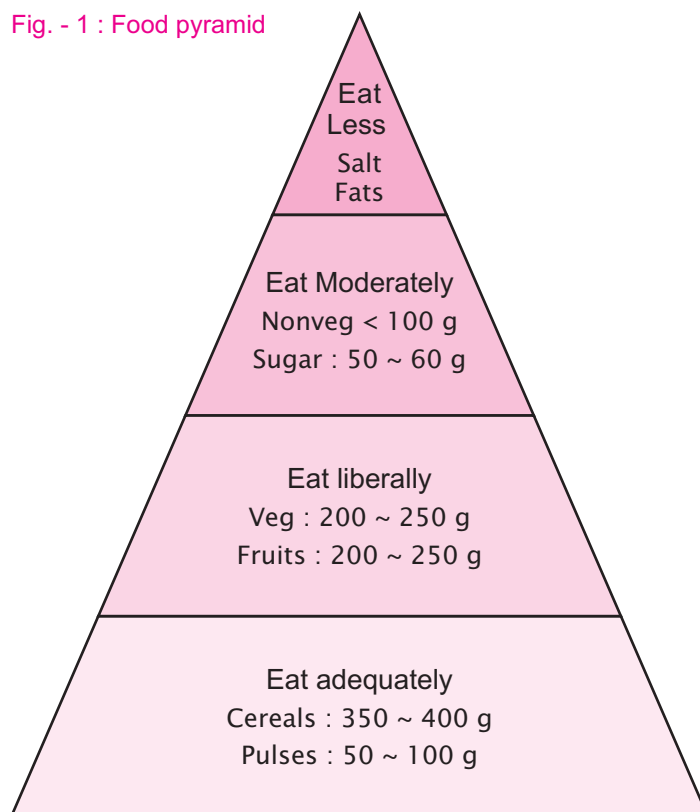 Fig. - 1 : Food pyramid
Eat
Less
Salt
Fats
Eat Moderately
Nonveg < 100 g
Sugar : 50 ~ 60 g
Eat liberally
Veg : 200 ~ 250 g
Fruits : 200 ~ 250 g
Eat adequately
Cereals : 350 ~ 400 g
Pulses : 50 ~ 100 g